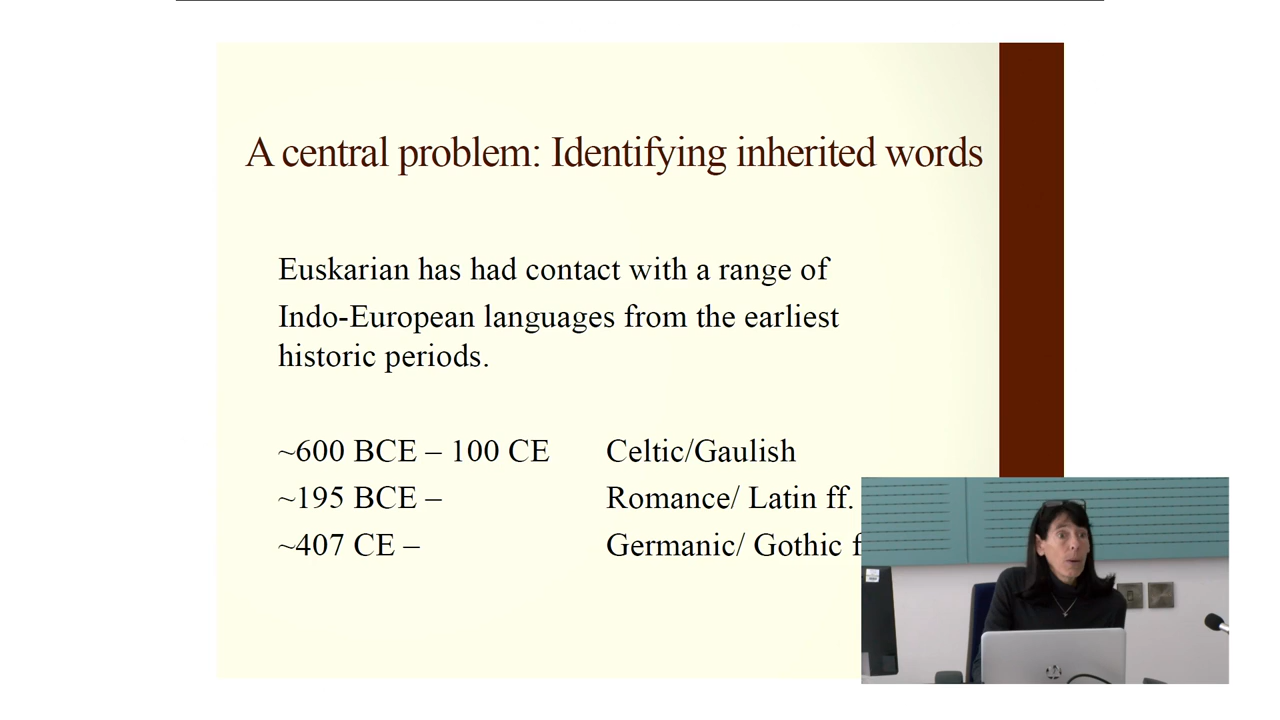 A central problem: Identifying inherited words
Euskarian has had contact with a range of
Indo-European languages from the earliest
historic periods.
~600 BCE – 100 CE Celtic/Gaulish
~195 BCE – Romance/ Latin ff.
~407 CE – Germanic/ Gothic